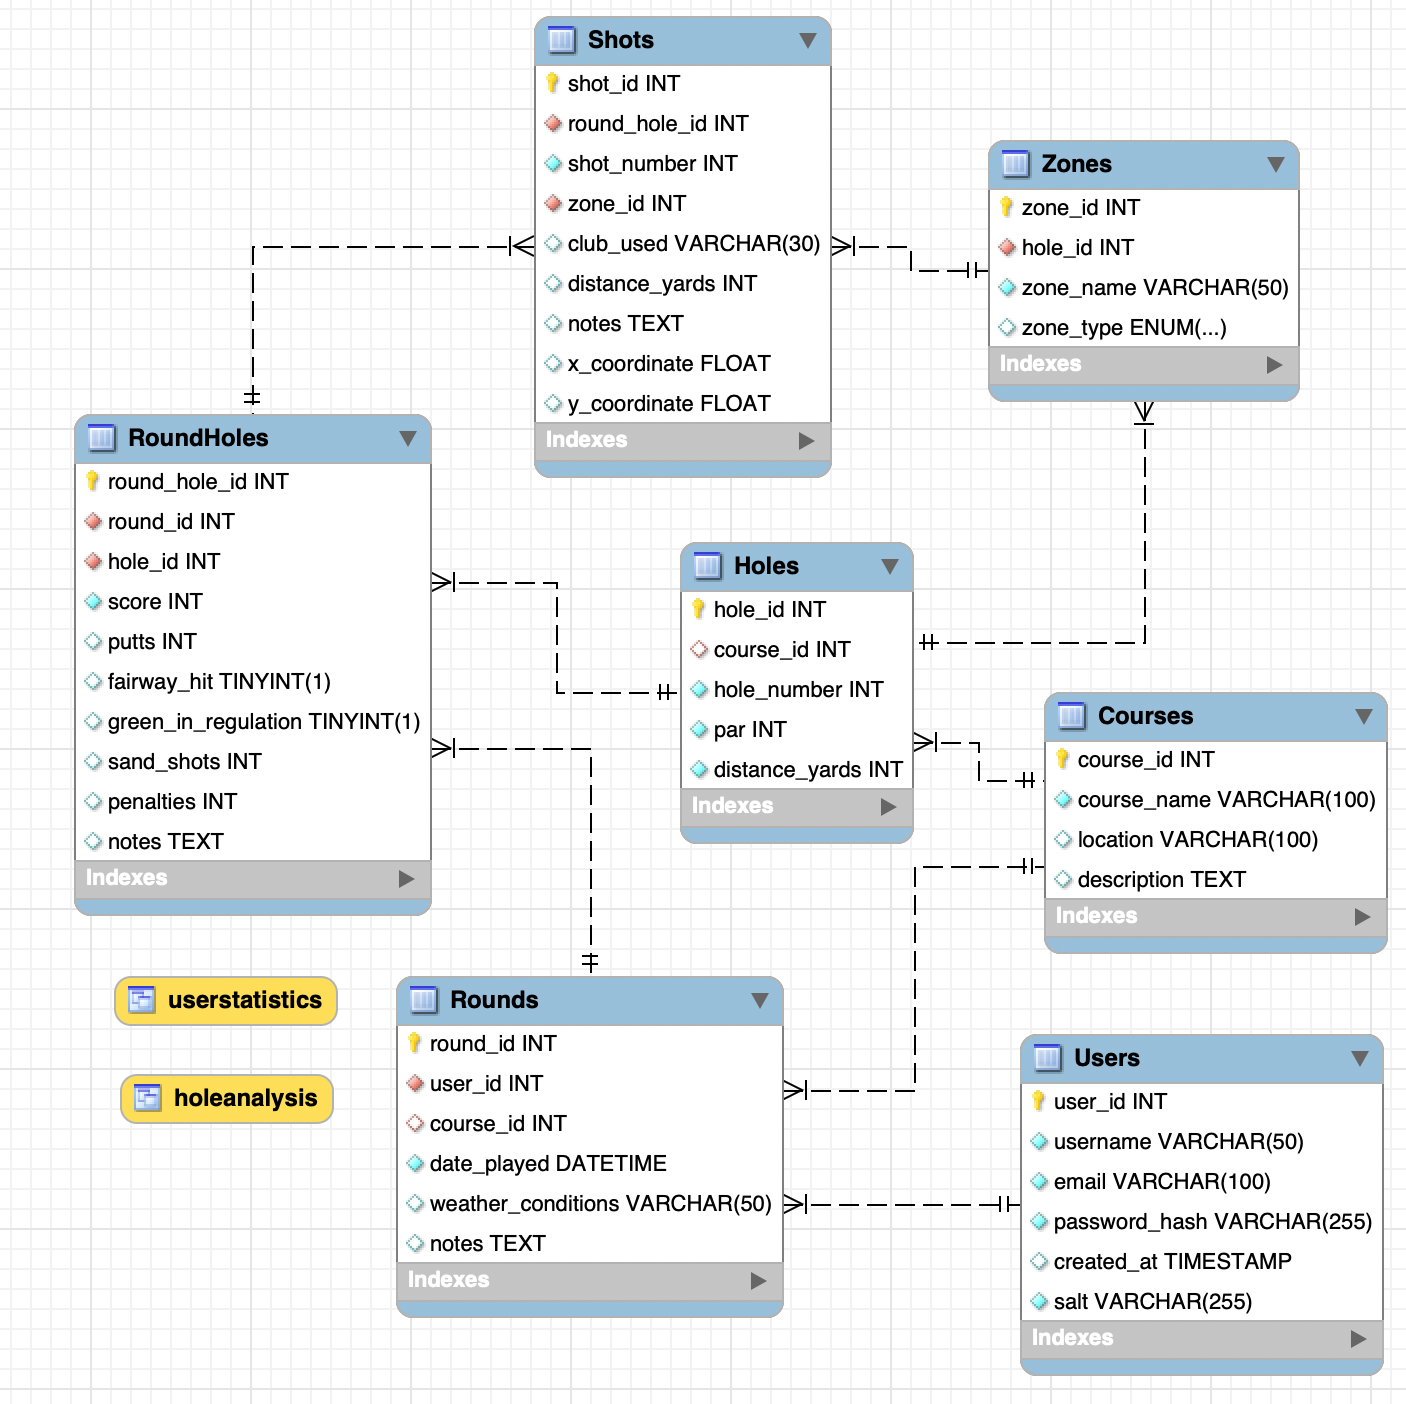 Shots
shot_id INT
round_hole_id INT
shot_number INT
zone_id INT
club_used VARCHAR(30)
distance_yards INT
notes TEXT
x_coordinate FLOAT
y_coordinate FLOAT
Indexes
Zones
zone_id INT
hole_id INT
zone_name VARCHAR(50)
zone_type ENUM(...)
Indexes
RoundHoles
round_hole_id INT
round_id INT
hole_id INT
score INT
putts INT
fairway_hit TINYINT(1)
green_in_regulation TINYINT(1)
sand_shots INT
penalties INT
notes TEXT
Indexes
Holes
hole_id INT
course_id INT
hole_number INT
par INT
distance_yards INT
Indexes
Courses
course_id INT
course_name VARCHAR(100)
location VARCHAR(100)
description TEXT
Indexes
userstatistics
holeanalysis
Rounds
round_id INT
user_id INT
course_id INT
date_played DATETIME
weather_conditions VARCHAR(50)
notes TEXT
Indexes
Users
user_id INT
username VARCHAR(50)
email VARCHAR(100)
password_hash VARCHAR(255)
created_at TIMESTAMP
salt VARCHAR(255)
Indexes